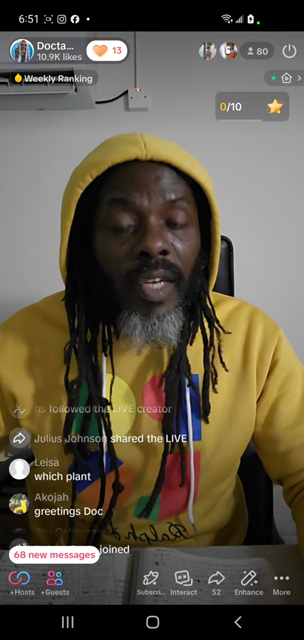 6:51
Docta...
10.9K likes
13
80
Weekly Ranking
0/10
hs followed the LIVE creator
Julius Johnson shared the LIVE
Leisa
which plant
Akojah
greetings Doc
68 new messages
joined
+Hosts
+Guests
Subscri...
Interact
52
Enhance
More